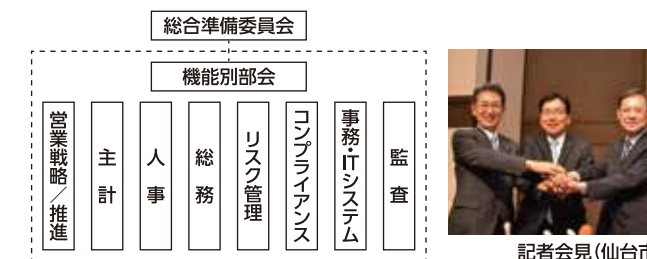 総合準備委員会
機能別部会
営業戦略／推進
主計
人事
総務
リスク管理
コンプライアンス
事務・ITシステム
監査
記者会見(仙台市